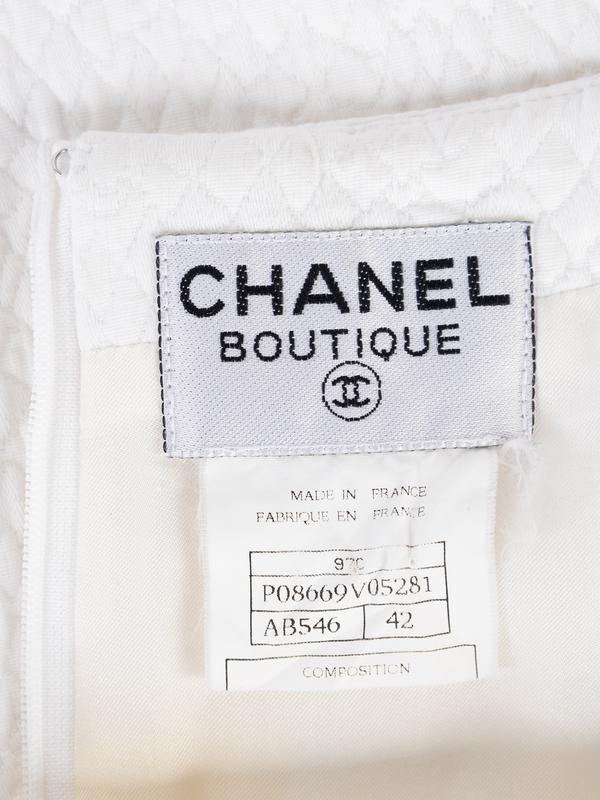 CHANEL
BOUTIQUE
MADE IN FRANCE
FABRIQUE EN FRANCE
P08669V05281
AB546 42
COMPOSITION